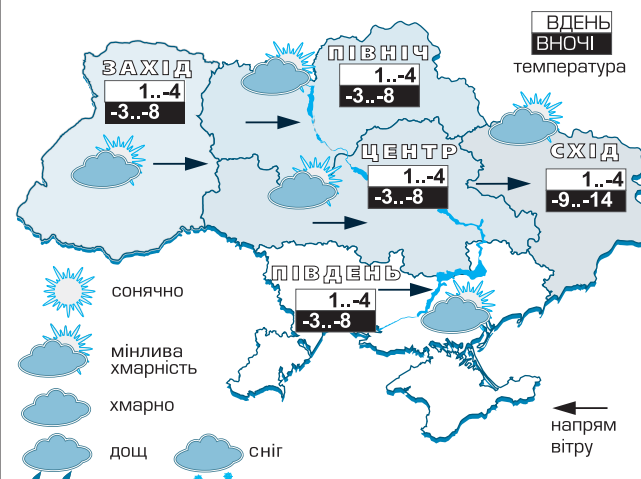 ВДЕНЬ
ВНОЧІ
температура
ЗАХІД
1..-4
-3..-8
ПІВНІЧ
1..-4
-3..-8
ЦЕНТР
1..-4
-3..-8
СХІД
1..-4
-9..-14
ПІВДЕНЬ
1..-4
-3..-8
сонячно
мінлива
хмарність
хмарно
дощ
сніг
напрям
вітру